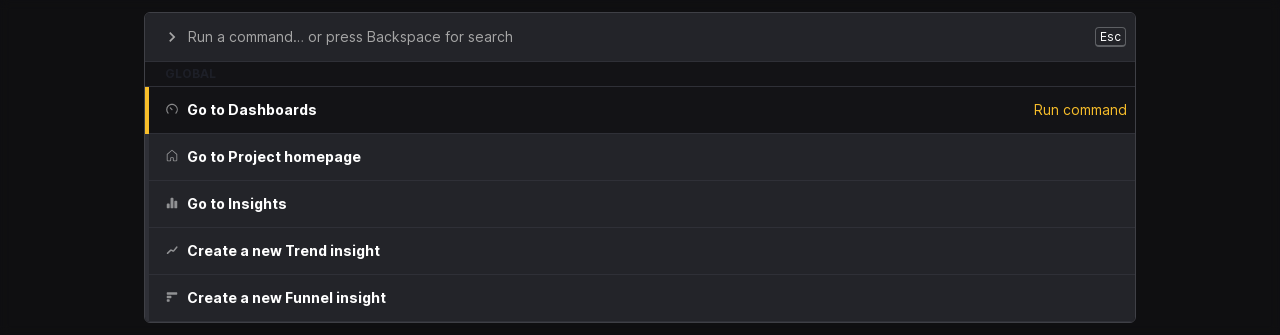 Run a command... or press Backspace for search
Esc
GLOBAL
Go to Dashboards
Run command
Go to Project homepage
Go to Insights
Create a new Trend insight
Create a new Funnel insight